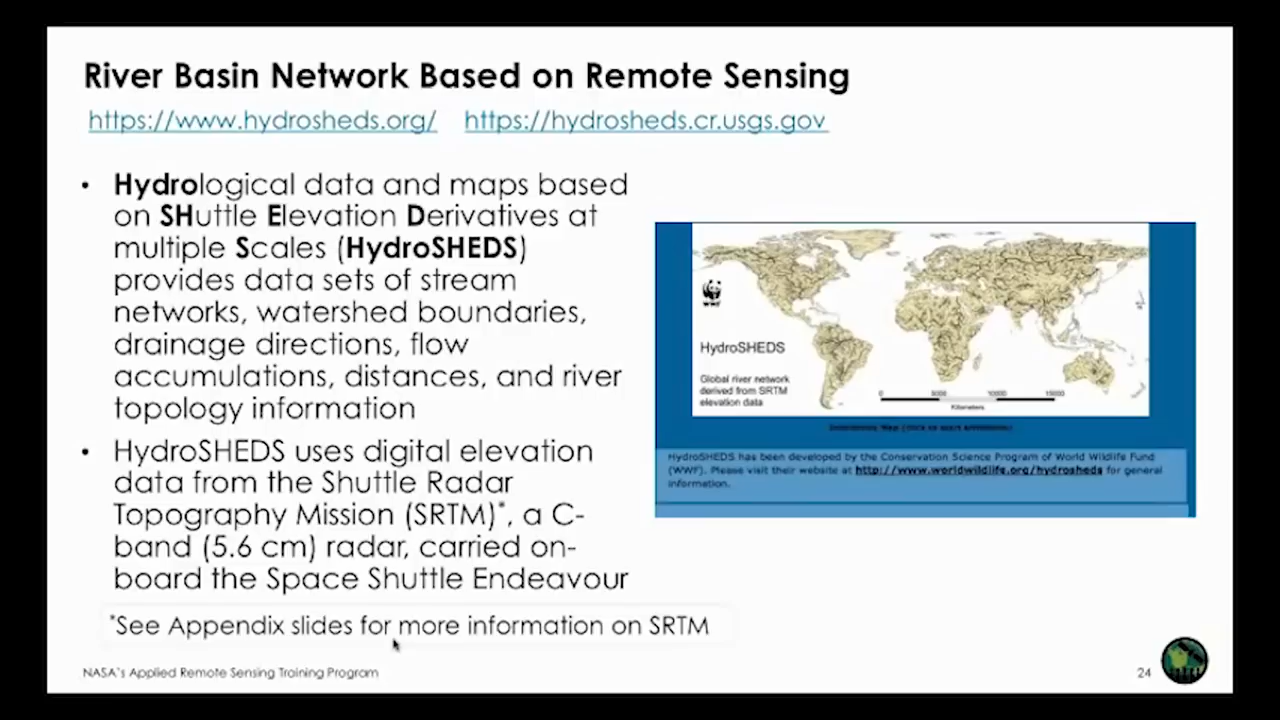 River Basin Network Based on Remote Sensing
https://www.hydrosheds.org/ https://hydrosheds.cr.usgs.gov
• Hydrological data and maps based
on SHuttle Elevation Derivatives at
multiple Scales (HydroSHEDS)
provides data sets of stream
networks, watershed boundaries,
drainage directions, flow
accumulations, distances, and river
topology information
• HydroSHEDS uses digital elevation
data from the Shuttle Radar
Topography Mission (SRTM)*, a C-
band (5.6 cm) radar, carried on-
board the Space Shuttle Endeavour
*See Appendix slides for more information on SRTM
WWF
HydroSHEDS
Global river network
derived from SRTM
elevation data
0 5000 10000 15000
Kilometers
HydroSHEDS has been developed by the Conservation Science Program of World Wildlife Fund
(WWF). Please visit their website at http://www.worldwildlife.org/hydrosheds for general
information.
NASA's Applied Remote Sensing Training Program
24